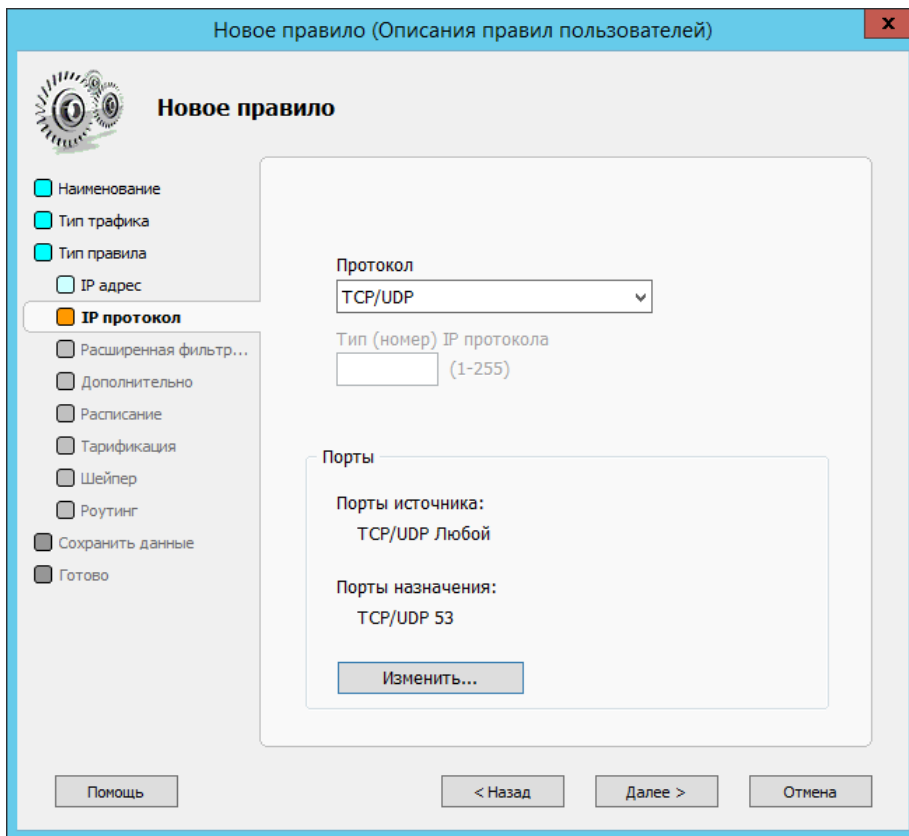 Новое правило (Описания правил пользователей)
x
Новое правило
Наименование
Тип трафика
Тип правила
IP адрес
IP протокол
Расширенная фильтр...
Дополнительно
Расписание
Тарификация
Шейпер
Роутинг
Сохранить данные
Готово
Протокол
TCP/UDP
Тип (номер) IP протокола
(1-255)
Порты
Порты источника:
TCP/UDP Любой
Порты назначения:
TCP/UDP 53
Изменить...
Помощь
< Назад
Далее >
Отмена